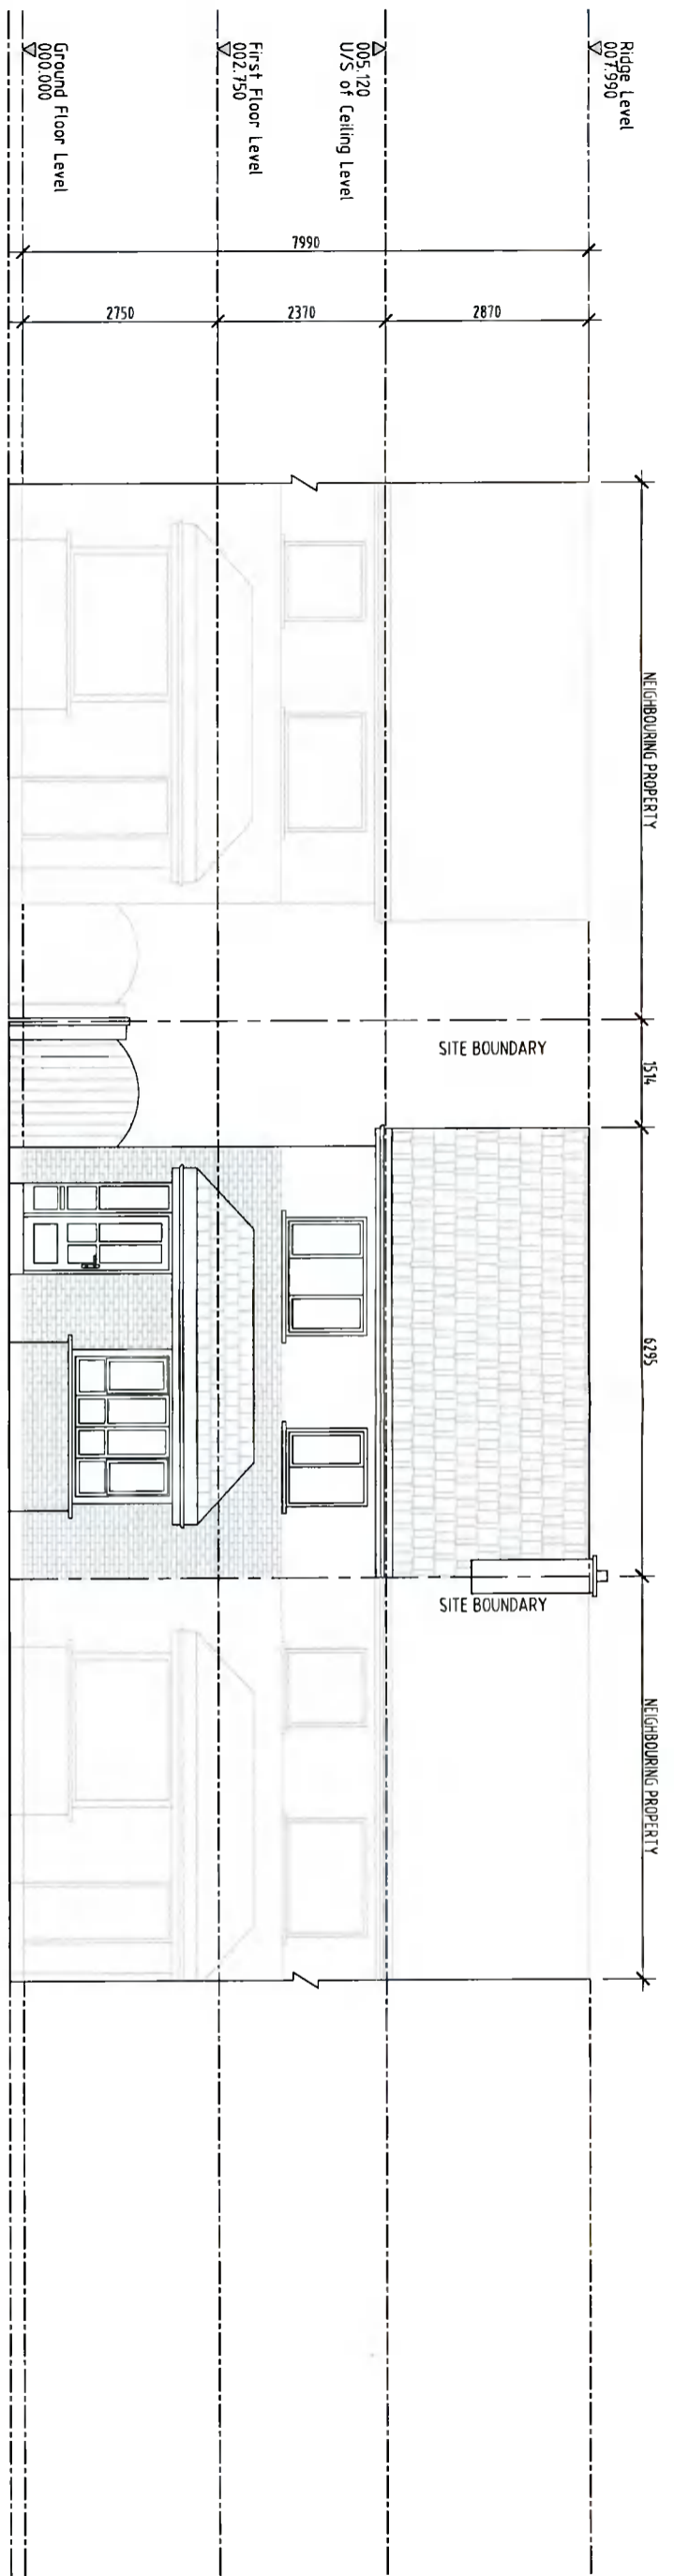 Ridge Level
007.990
005.120
U/S of Ceiling Level
First Floor Level
002.750
Ground Floor Level
000.000
7990
2750
2370
2870
NEIGHBOURING PROPERTY
1514
6295
NEIGHBOURING PROPERTY
SITE BOUNDARY
SITE BOUNDARY